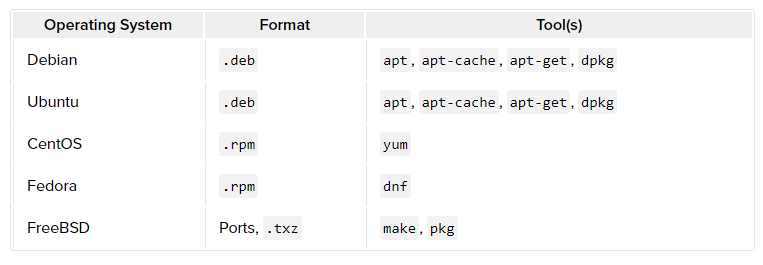 Operating System Format Tool(s)
Debian .deb apt, apt-cache, apt-get, dpkg
Ubuntu .deb apt, apt-cache, apt-get, dpkg
CentOS .rpm yum
Fedora .rpm dnf
FreeBSD Ports, .txz make, pkg